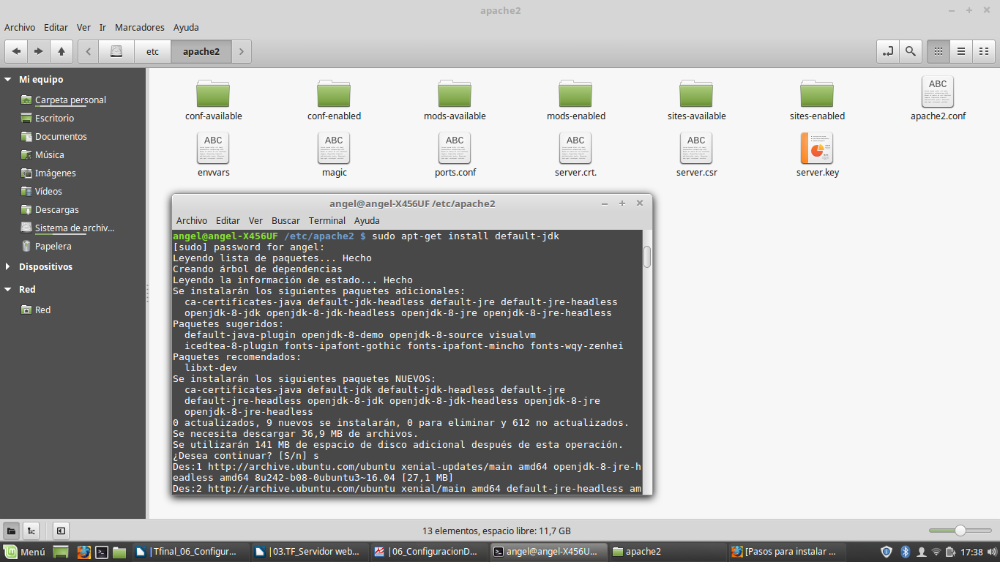 apache2
Archivo Editar Ver Ir Marcadores Ayuda
etc apache2
Mi equipo
Carpeta personal
Escritorio
Documentos
Música
Imágenes
Vídeos
Descargas
Sistema de archiv...
Papelera
Dispositivos
Red
Red
conf-available conf-enabled mods-available mods-enabled sites-available sites-enabled apache2.conf
envvars magic ports.conf server.crt. server.csr server.key
angel@angel-X456UF /etc/apache2
Archivo Editar Ver Buscar Terminal Ayuda
angel@angel-X456UF /etc/apache2 $ sudo apt-get install default-jdk
[sudo] password for angel:
Leyendo lista de paquetes... Hecho
Creando árbol de dependencias
Leyendo la información de estado... Hecho
Se instalarán los siguientes paquetes adicionales:
ca-certificates-java default-jdk-headless default-jre default-jre-headless
openjdk-8-jdk openjdk-8-jdk-headless openjdk-8-jre openjdk-8-jre-headless
Paquetes sugeridos:
default-java-plugin openjdk-8-demo openjdk-8-source visualvm
icedtea-8-plugin fonts-ipafont-gothic fonts-ipafont-mincho fonts-wqy-zenhei
Paquetes recomendados:
libxt-dev
Se instalarán los siguientes paquetes NUEVOS:
ca-certificates-java default-jdk default-jdk-headless default-jre
default-jre-headless openjdk-8-jdk openjdk-8-jdk-headless openjdk-8-jre
openjdk-8-jre-headless
0 actualizados, 9 nuevos se instalarán, 0 para eliminar y 612 no actualizados.
Se necesita descargar 36,9 MB de archivos.
Se utilizarán 141 MB de espacio de disco adicional después de esta operación.
¿Desea continuar? [S/n] s
Des:1 http://archive.ubuntu.com/ubuntu xenial-updates/main amd64 openjdk-8-jre-h
eadless amd64 8u242-b08-0ubuntu3~16.04 [27,1 MB]
Des:2 http://archive.ubuntu.com/ubuntu xenial/main amd64 default-jre-headless am
13 elementos, espacio libre: 11,7 GB
Menú |Tfinal_06_Configur... |03.TF_Servidor web... |06_ConfiguracionD... angel@angel-X456U... apache2 [Pasos para instalar ... 17:38